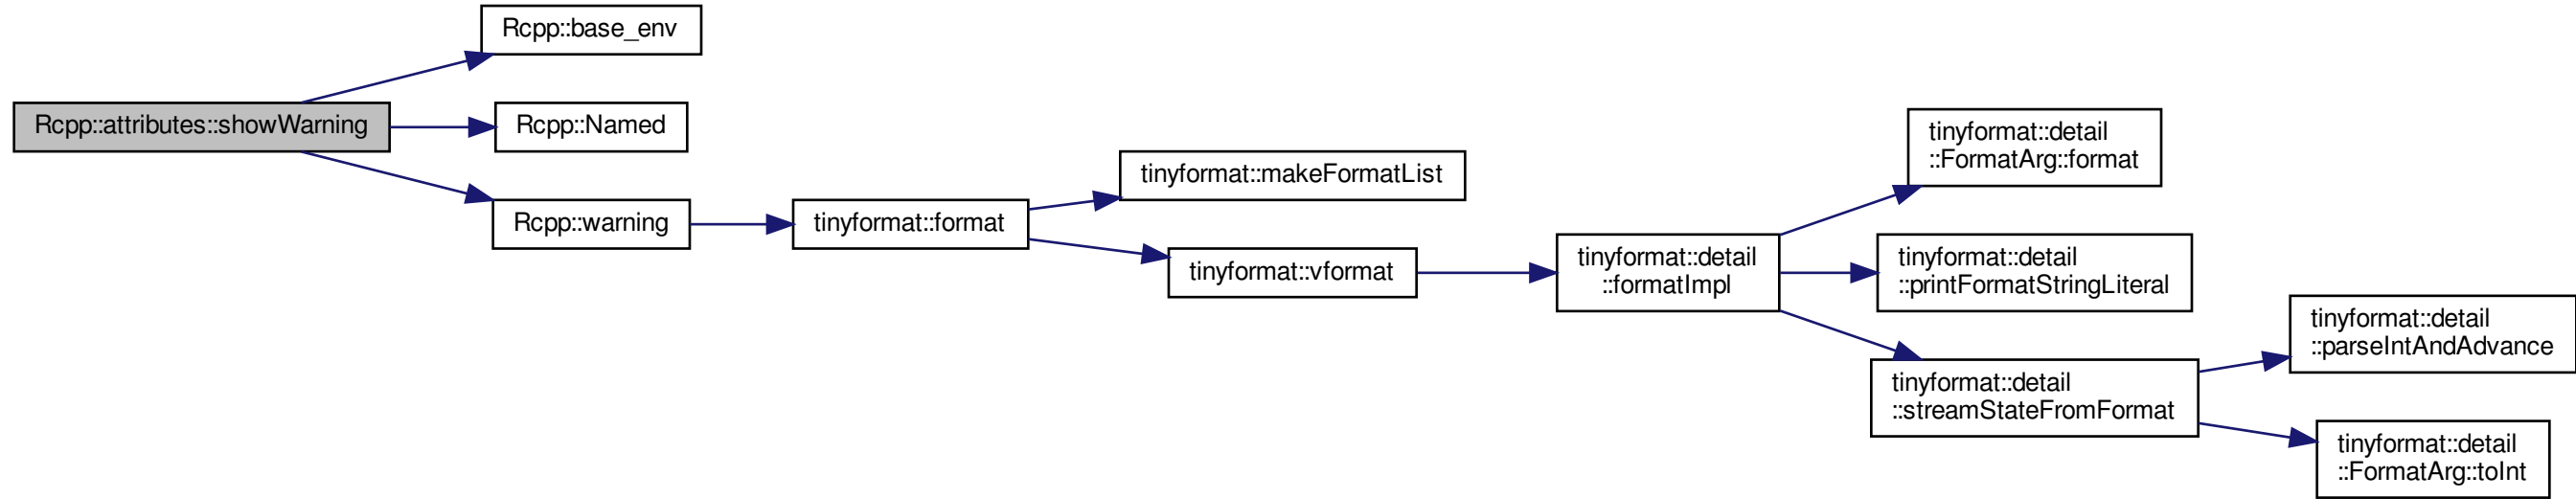 Rcpp::attributes::showWarning
Rcpp::base_env
Rcpp::Named
Rcpp::warning
tinyformat::format
tinyformat::makeFormatList
tinyformat::vformat
tinyformat::detail
::formatImpl
tinyformat::detail
::FormatArg::format
tinyformat::detail
::printFormatStringLiteral
tinyformat::detail
::streamStateFromFormat
tinyformat::detail
::parseIntAndAdvance
tinyformat::detail
::FormatArg::toInt